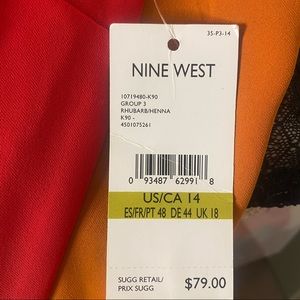 35-P3-14
NINE WEST
10719480-K90
GROUP 3
RHUBARB/HENNA
K90 -
4501075261
0 93487 62991 8
US/CA 14
ES/FR/PT 48 DE 44 UK 18
SUGG RETAIL/
PRIX SUGG
$79.00